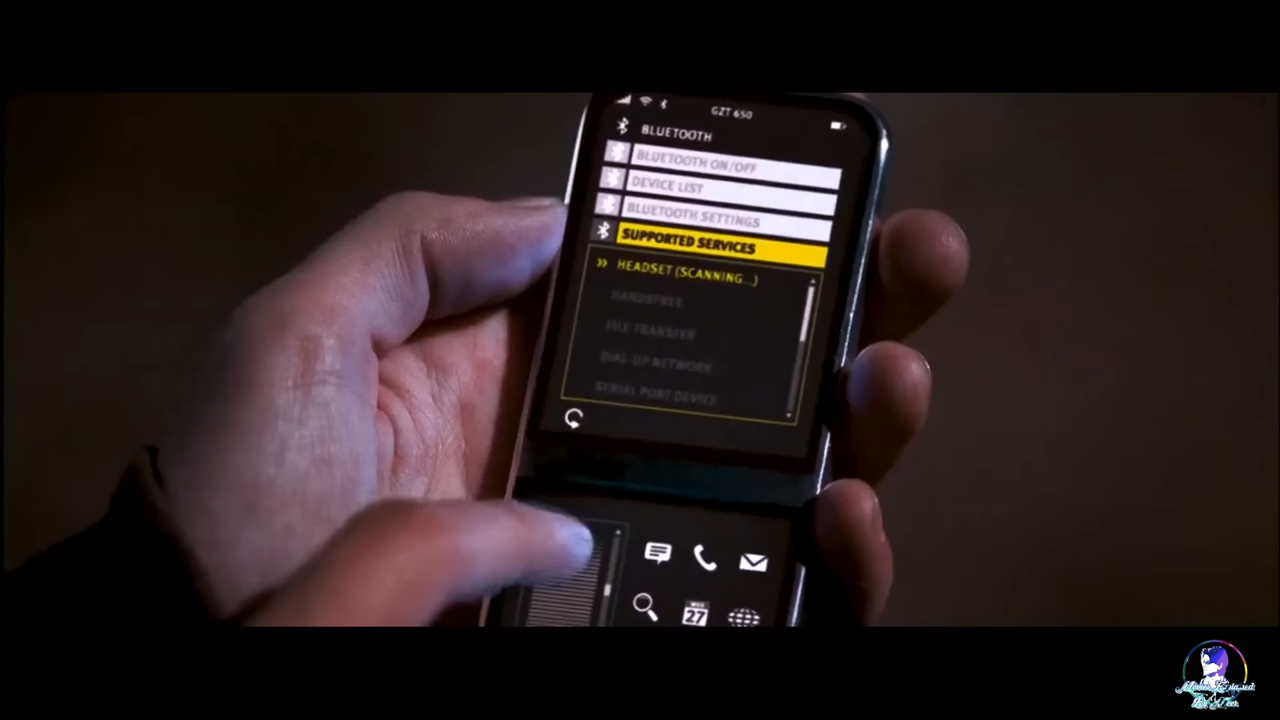 GZT 650
BLUETOOTH
BLUETOOTH ON/OFF
DEVICE LIST
BLUETOOTH SETTINGS
SUPPORTED SERVICES
» HEADSET (SCANNING...)
HANDSFREE
FILE TRANSFER
DIAL-UP NETWORK
SERIAL PORT DEVICE
27